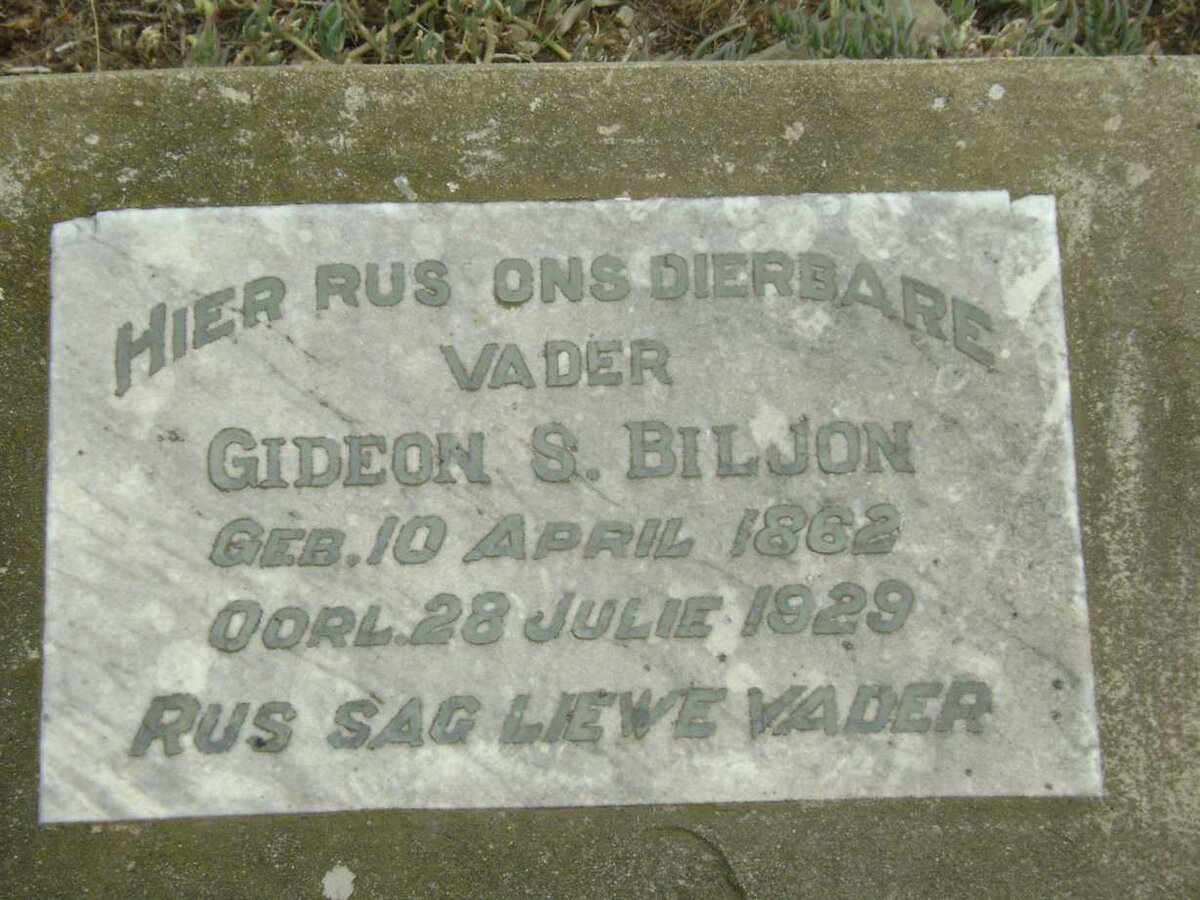 HIER RUS ONS DIERBARE
VADER
GIDEON S. BILJON
GEB. 10 APRIL 1862
OORL. 28 JULIE 1929
RUS SAG LIEWE VADER